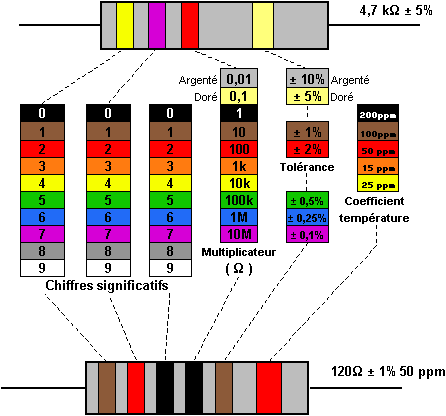 4,7 kΩ ± 5%
Argenté 0,01 ± 10% Argenté
Doré 0,1 ± 5% Doré
0 0 0 1 200ppm
1 1 1 10 ± 1% 100ppm
2 2 2 100 ± 2% 50 ppm
3 3 3 1k Tolérance 15 ppm
4 4 4 10k 25 ppm
5 5 5 100k ± 0,5% Coefficient
6 6 6 1M ± 0,25% température
7 7 7 10M ± 0,1%
8 8 8 Multiplicateur
9 9 9 ( Ω )
Chiffres significatifs
120Ω ± 1% 50 ppm